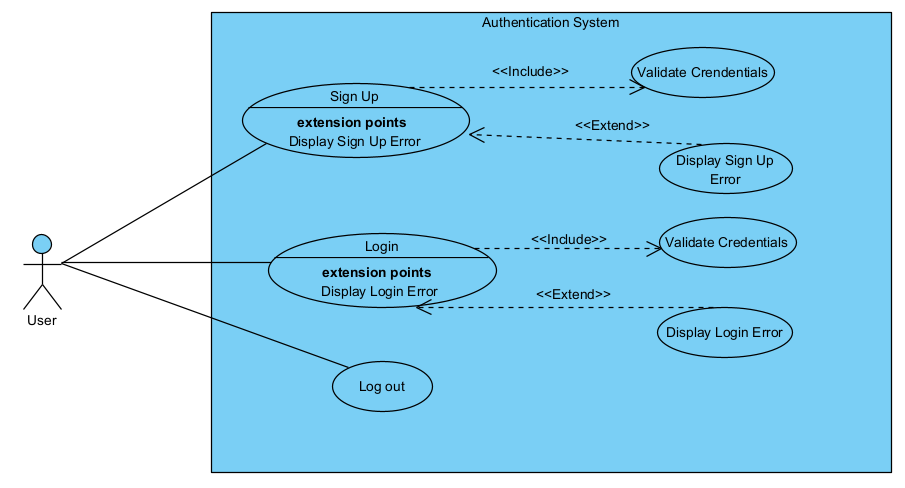 Authentication System
<<Include>>
Validate Crendentials
Sign Up
extension points
Display Sign Up Error
<<Extend>>
Display Sign Up
Error
<<Include>>
Validate Credentials
Login
extension points
Display Login Error
<<Extend>>
Display Login Error
User
Log out